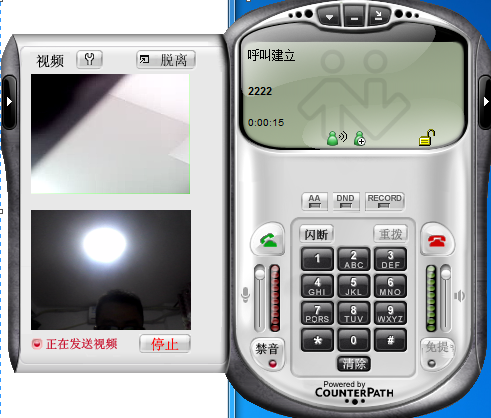 视频 脱离
正在发送视频 停止
呼叫建立
2222
0:00:15
AA DND RECORD
闪断 重拨
1 2 ABC 3 DEF
4 GHI 5 JKL 6 MNO
7 PQRS 8 TUV 9 WXYZ
* 0 #
禁音 清除 免提
Powered by
COUNTERPATH